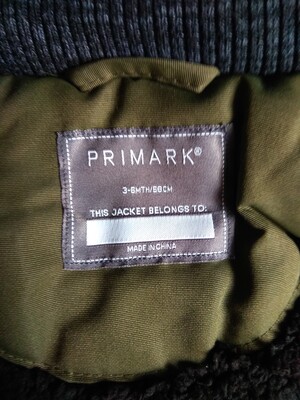 PRIMARK®
3-6MTH/68CM
THIS JACKET BELONGS TO:
MADE IN CHINA